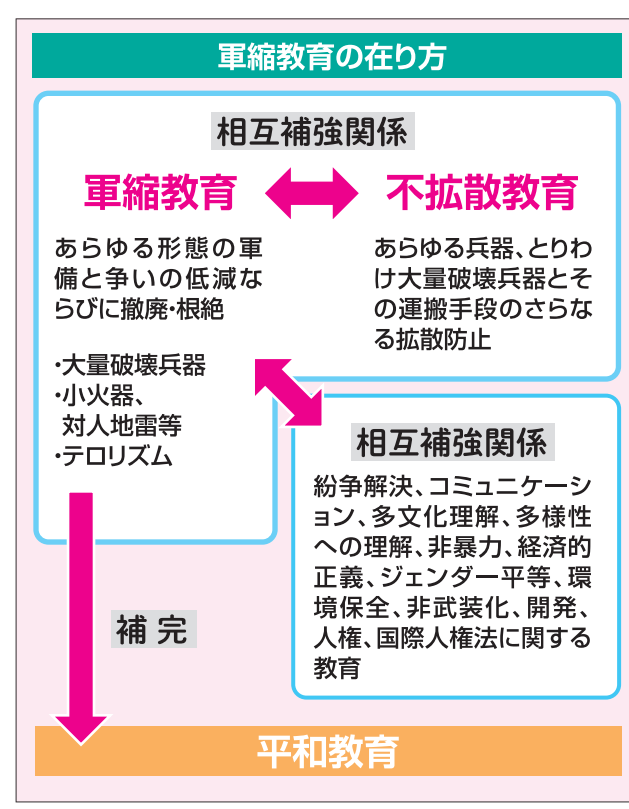 軍縮教育の在り方
相互補強関係
軍縮教育
不拡散教育
あらゆる形態の軍
備と争いの低減な
らびに撤廃・根絶
・大量破壊兵器
・小火器、
対人地雷等
・テロリズム
あらゆる兵器、とりわ
け大量破壊兵器とそ
の運搬手段のさらな
る拡散防止
相互補強関係
紛争解決、コミュニケーシ
ョン、多文化理解、多様性
への理解、非暴力、経済的
正義、ジェンダー平等、環
境保全、非武装化、開発、
人権、国際人権法に関する
教育
補完
平和教育